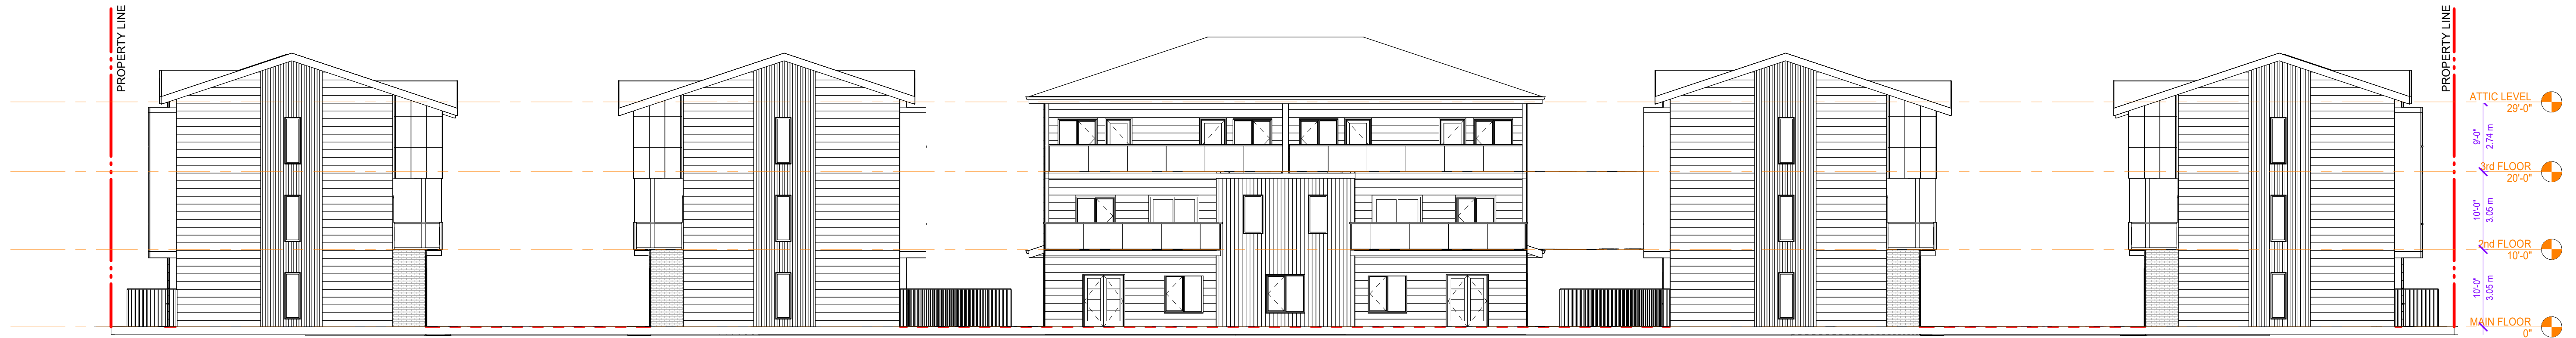 PROPERTY LINE
PROPERTY LINE
ATTIC LEVEL
29'-0"
9'-0"
2.74 m
3rd FLOOR
20'-0"
10'-0"
3.05 m
2nd FLOOR
10'-0"
10'-0"
3.05 m
MAIN FLOOR
0"